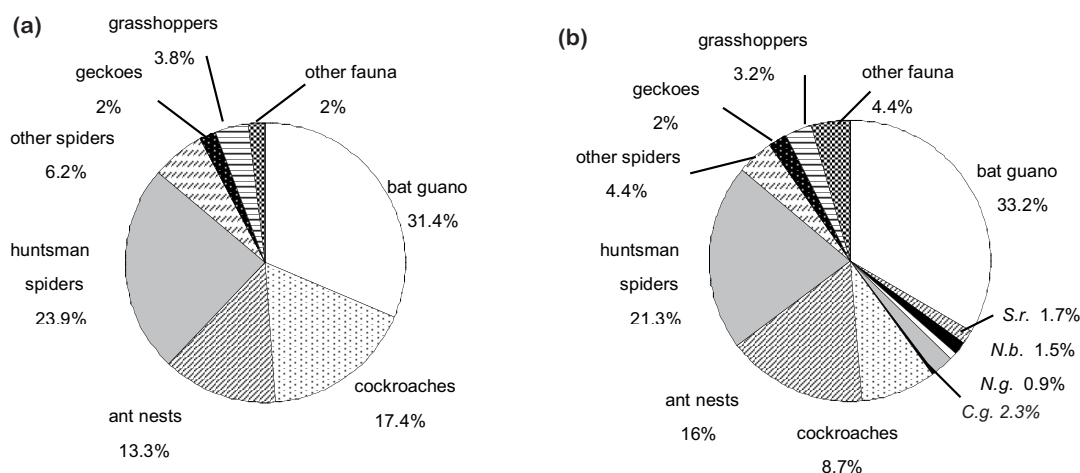 (a)
grasshoppers
3.8%
geckoes
2%
other fauna
2%
other spiders
6.2%
bat guano
31.4%
huntsman
spiders
23.9%
cockroaches
17.4%
ant nests
13.3%
(b)
grasshoppers
3.2%
geckoes
2%
other fauna
4.4%
other spiders
4.4%
bat guano
33.2%
huntsman
spiders
21.3%
S.r. 1.7%
N.b. 1.5%
N.g. 0.9%
C.g. 2.3%
ant nests
16%
cockroaches
8.7%